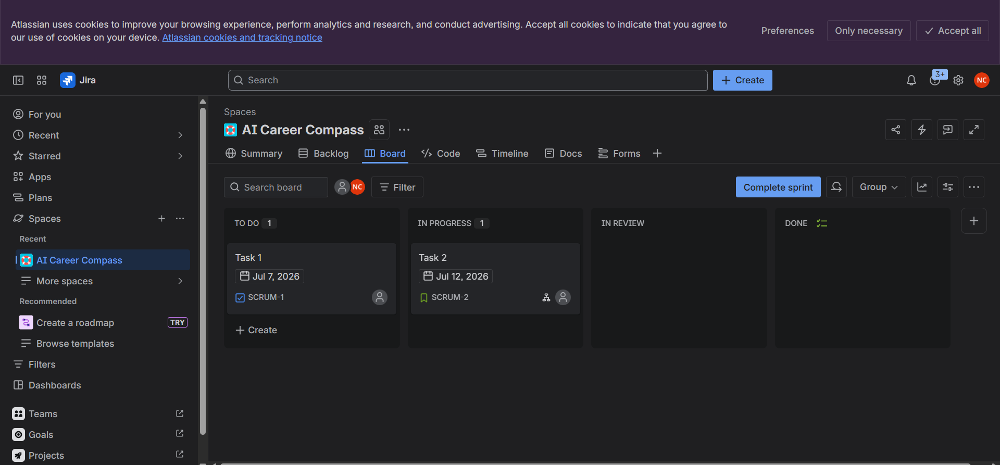 Atlassian uses cookies to improve your browsing experience, perform analytics and research, and conduct advertising. Accept all cookies to indicate that you agree to
our use of cookies on your device. Atlassian cookies and tracking notice
Preferences
Only necessary
Accept all
Jira
Search
Create
3+
NC
For you
Recent
Starred
Apps
Plans
Spaces
Recent
AI Career Compass
More spaces
Recommended
Create a roadmap
TRY
Browse templates
Filters
Dashboards
Teams
Goals
Projects
Spaces
AI Career Compass
Summary
Backlog
Board
Code
Timeline
Docs
Forms
Search board
NC
Filter
Complete sprint
Group
TO DO 1
Task 1
Jul 7, 2026
SCRUM-1
Create
IN PROGRESS 1
Task 2
Jul 12, 2026
SCRUM-2
IN REVIEW
DONE